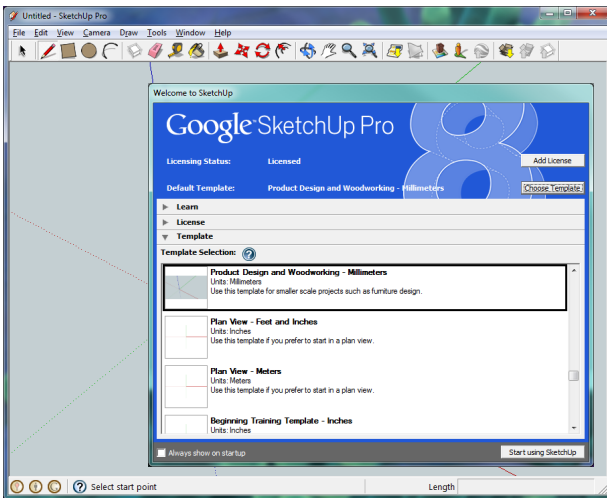 Untitled - SketchUp Pro
File Edit View Camera Draw Tools Window Help
Welcome to SketchUp
Google SketchUp Pro 8
Licensing Status: Licensed Add License
Default Template: Product Design and Woodworking - Millimeters Choose Template
Learn
License
Template
Template Selection:
Product Design and Woodworking - Millimeters
Units: Millimeters
Use this template for smaller scale projects such as furniture design.
Plan View - Feet and Inches
Units: Inches
Use this template if you prefer to start in a plan view.
Plan View - Meters
Units: Meters
Use this template if you prefer to start in a plan view.
Beginning Training Template - Inches
Units: Inches
Always show on startup Start using SketchUp
Select start point Length